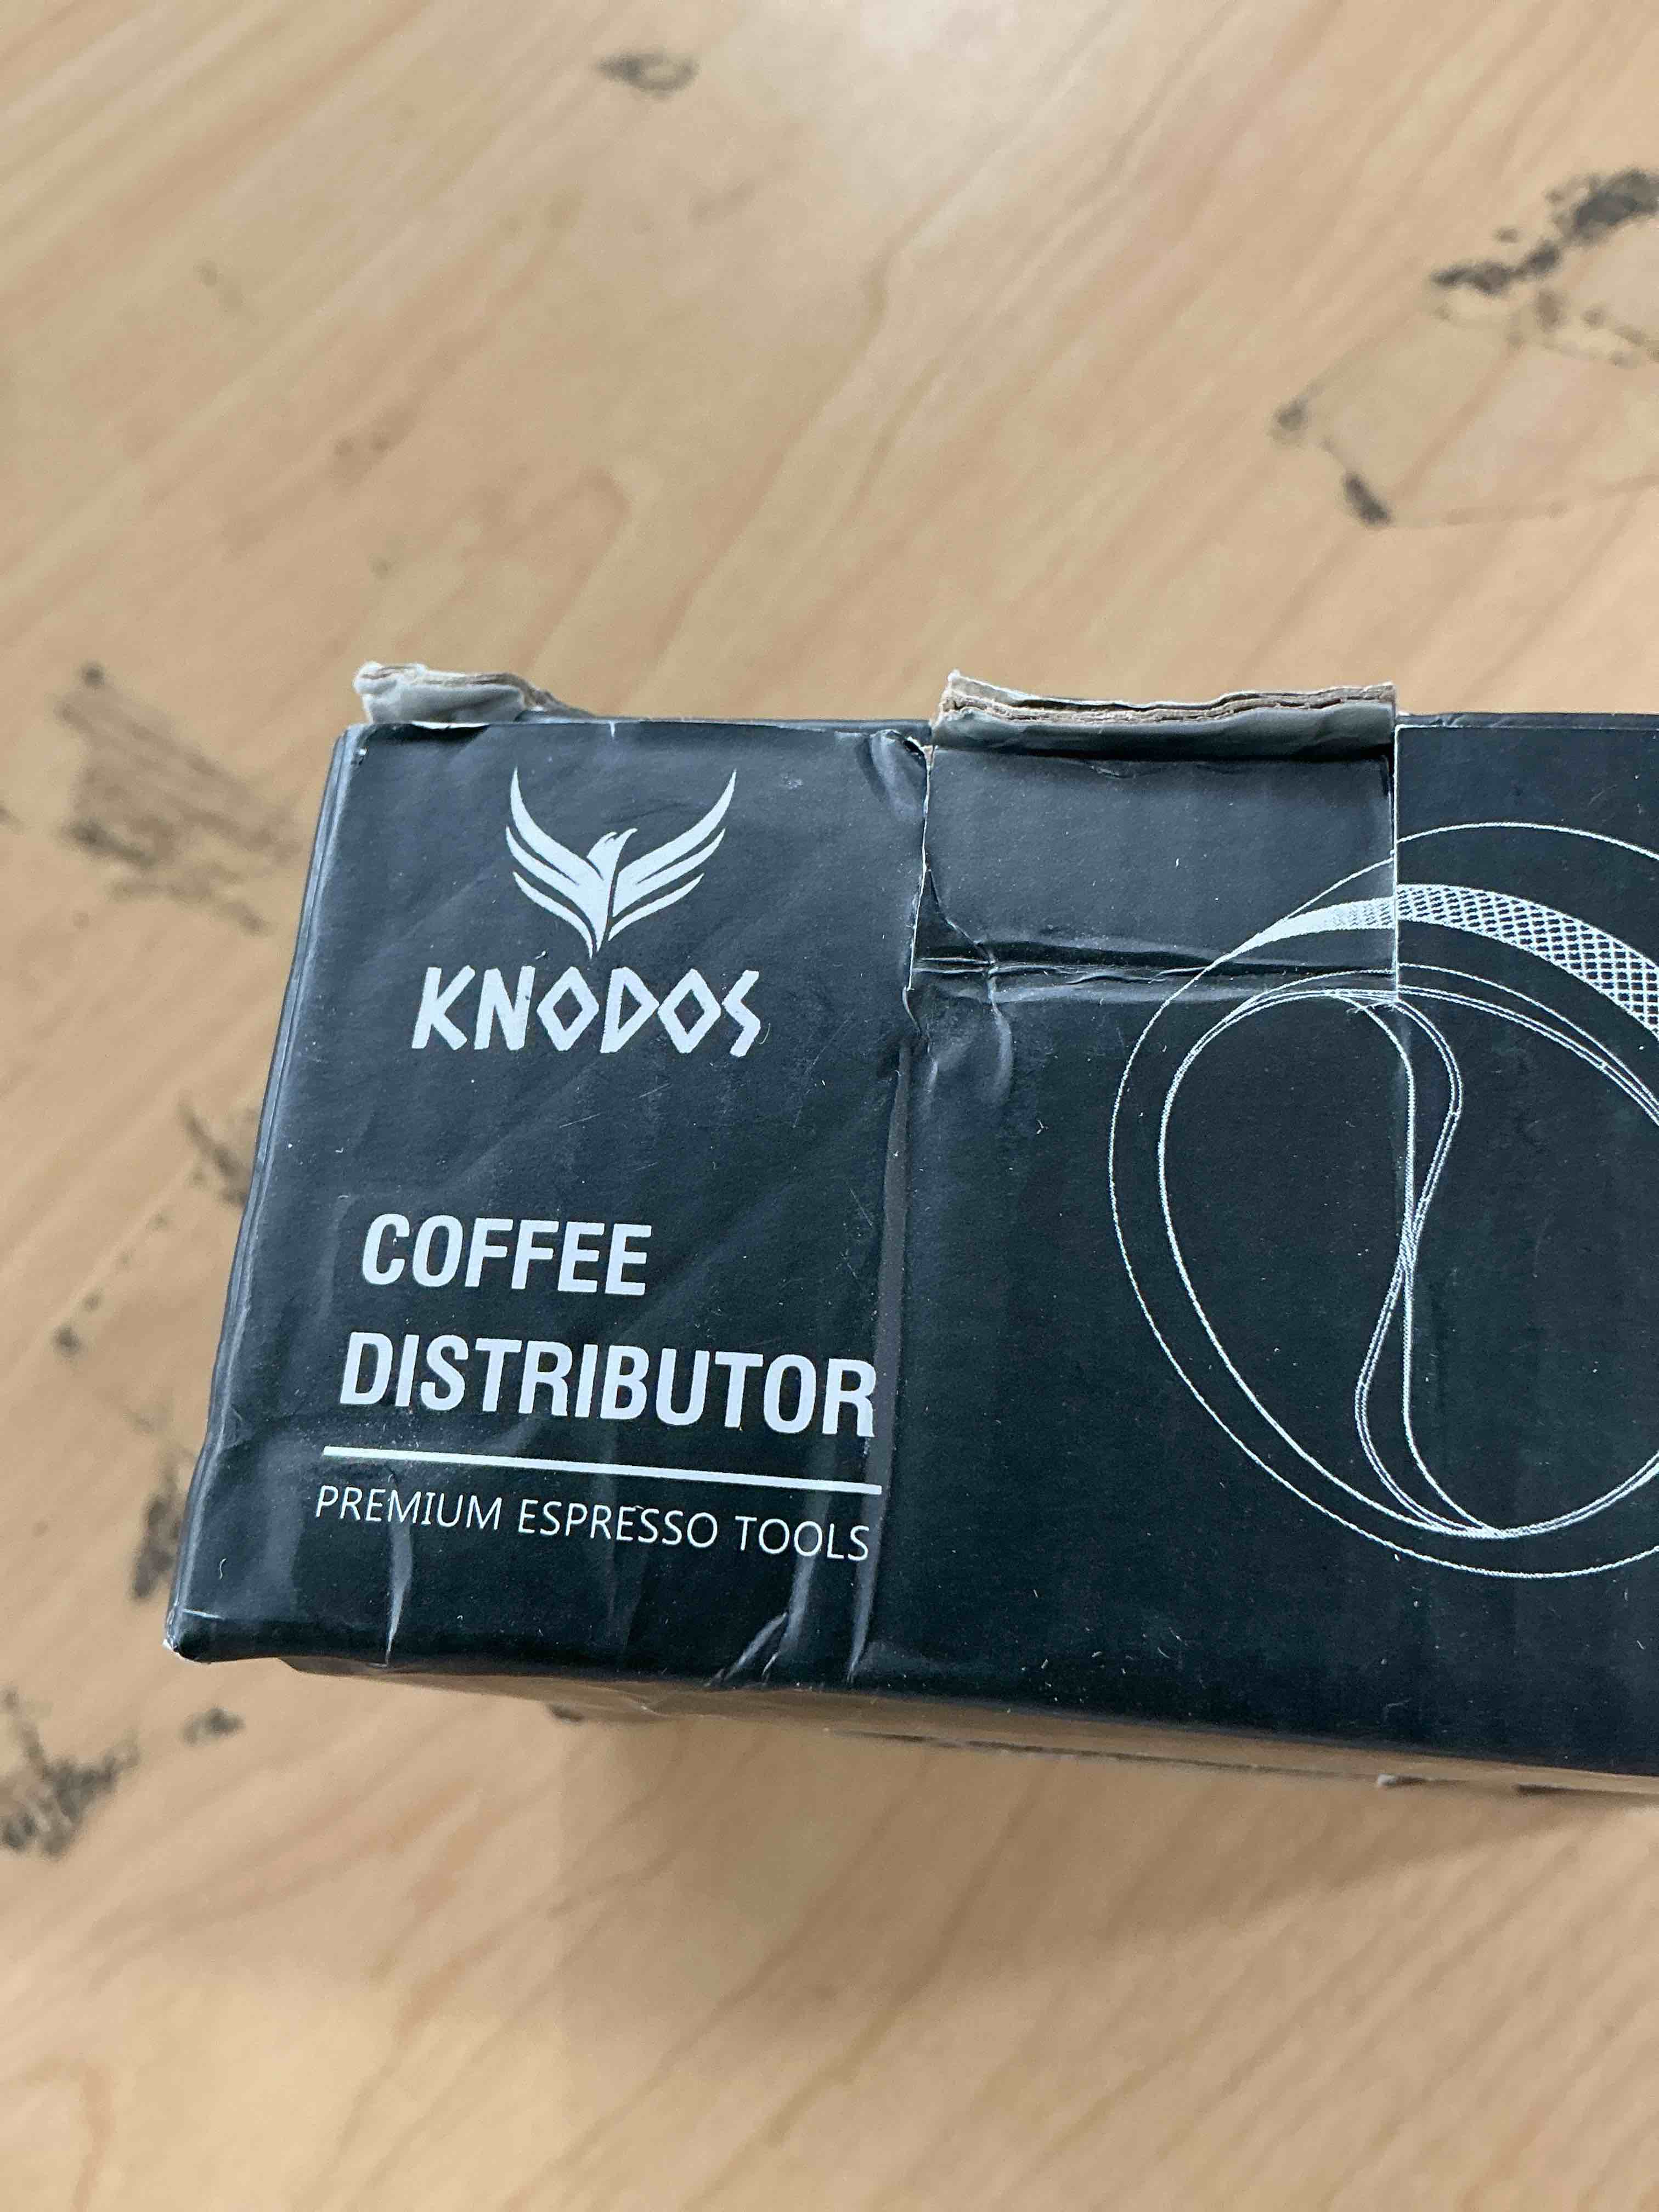 KNODOS
COFFEE
DISTRIBUTOR
PREMIUM ESPRESSO TOOLS